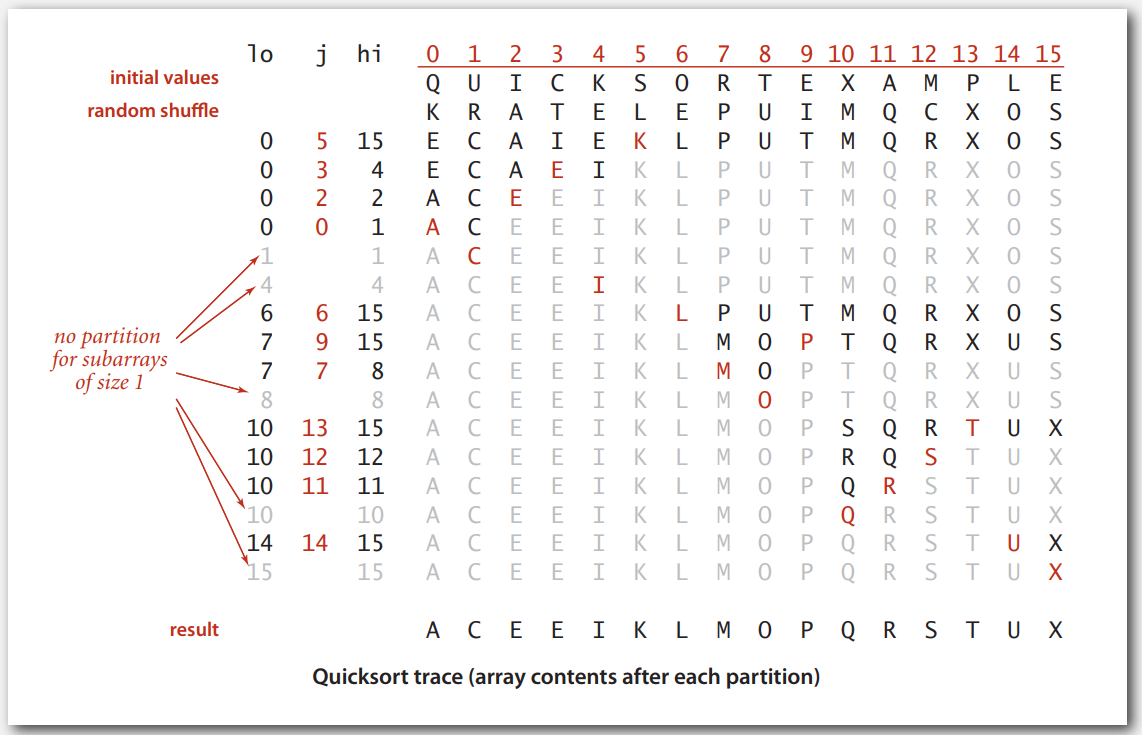 lo j hi 0 1 2 3 4 5 6 7 8 9 10 11 12 13 14 15
initial values Q U I C K S O R T E X A M P L E
random shuffle K R A T E L E P U I M Q C X O S
0 5 15 E C A I E K L P U T M Q R X O S
0 3 4 E C A E I K L P U T M Q R X O S
0 2 2 A C E E I K L P U T M Q R X O S
0 0 1 A C E E I K L P U T M Q R X O S
1 1 A C E E I K L P U T M Q R X O S
4 4 A C E E I K L P U T M Q R X O S
6 6 15 A C E E I K L P U T M Q R X O S
7 9 15 A C E E I K L M O P T Q R X U S
7 7 8 A C E E I K L M O P T Q R X U S
8 8 A C E E I K L M O P T Q R X U S
10 13 15 A C E E I K L M O P S Q R T U X
10 12 12 A C E E I K L M O P R Q S T U X
10 11 11 A C E E I K L M O P Q R S T U X
10 10 A C E E I K L M O P Q R S T U X
14 14 15 A C E E I K L M O P Q R S T U X
15 15 A C E E I K L M O P Q R S T U X
no partition
for subarrays
of size 1
result A C E E I K L M O P Q R S T U X
Quicksort trace (array contents after each partition)